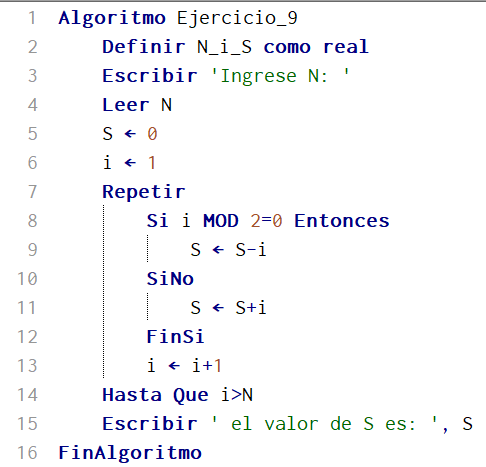 1 Algoritmo Ejercicio_9
2 Definir N_i_S como real
3 Escribir 'Ingrese N: '
4 Leer N
5 S ← 0
6 i ← 1
7 Repetir
8 Si i MOD 2=0 Entonces
9 S ← S-i
10 SiNo
11 S ← S+i
12 FinSi
13 i ← i+1
14 Hasta Que i>N
15 Escribir ' el valor de S es: ', S
16 FinAlgoritmo